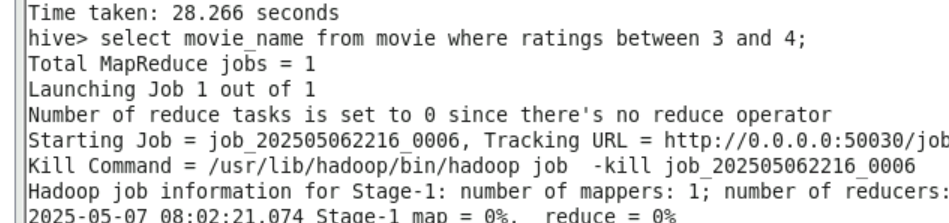 Time taken: 28.266 seconds
hive> select movie_name from movie where ratings between 3 and 4;
Total MapReduce jobs = 1
Launching Job 1 out of 1
Number of reduce tasks is set to 0 since there's no reduce operator
Starting Job = job_202505062216_0006, Tracking URL = http://0.0.0.0:50030/job
Kill Command = /usr/lib/hadoop/bin/hadoop job  -kill job_202505062216_0006
Hadoop job information for Stage-1: number of mappers: 1; number of reducers:
2025-05-07 08:02:21,074 Stage-1 map = 0%,  reduce = 0%